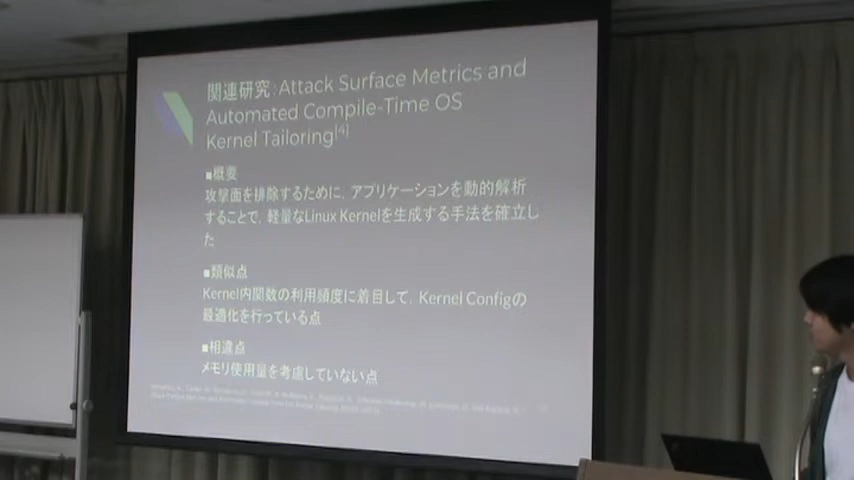 関連研究:Attack Surface Metrics and
Automated Compile-Time OS
Kernel Tailoring[4]
■概要
攻撃面を排除するために，アプリケーションを動的解析
することで，軽量なLinux Kernelを生成する手法を確立し
た
■類似点
Kernel内関数の利用頻度に着目して，Kernel Configの
最適化を行っている点
■相違点
メモリ使用量を考慮していない点